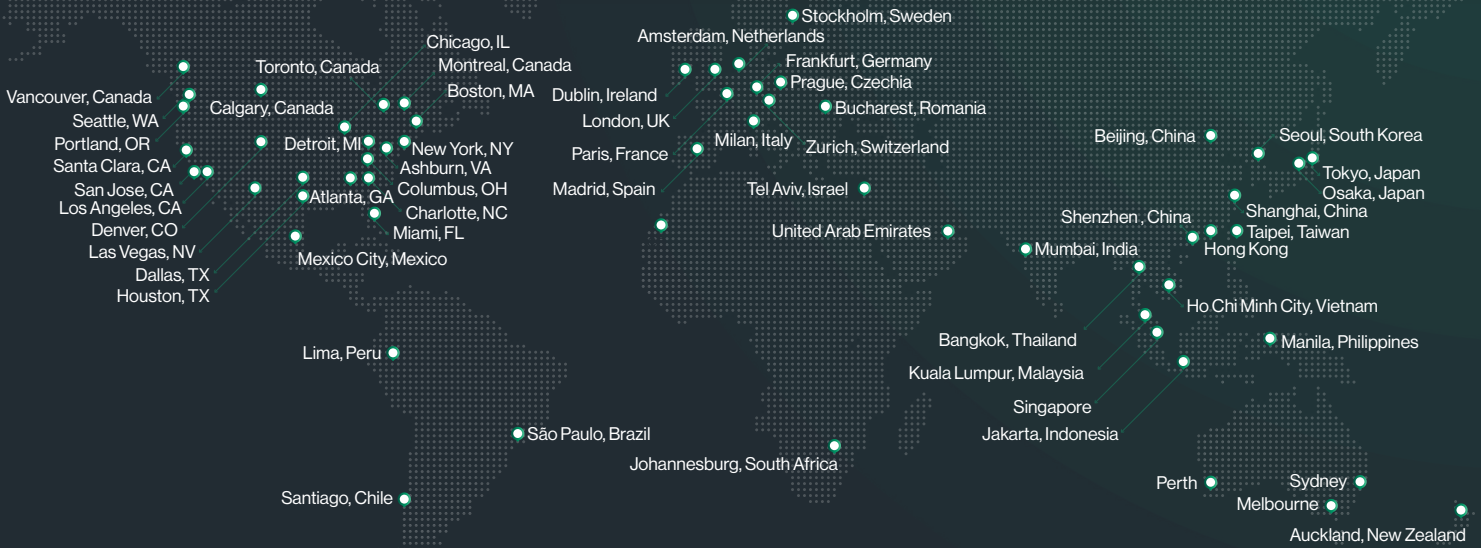 Vancouver, Canada
Seattle, WA
Portland, OR
Santa Clara, CA
San Jose, CA
Los Angeles, CA
Denver, CO
Las Vegas, NV
Dallas, TX
Houston, TX
Calgary, Canada
Toronto, Canada
Chicago, IL
Montreal, Canada
Boston, MA
Detroit, MI
New York, NY
Ashburn, VA
Columbus, OH
Atlanta, GA
Charlotte, NC
Miami, FL
Mexico City, Mexico
Lima, Peru
São Paulo, Brazil
Santiago, Chile
Stockholm, Sweden
Amsterdam, Netherlands
Frankfurt, Germany
Prague, Czechia
Dublin, Ireland
London, UK
Bucharest, Romania
Milan, Italy
Zurich, Switzerland
Paris, France
Madrid, Spain
Tel Aviv, Israel
United Arab Emirates
Johannesburg, South Africa
Beijing, China
Seoul, South Korea
Tokyo, Japan
Osaka, Japan
Shanghai, China
Shenzhen , China
Taipei, Taiwan
Hong Kong
Mumbai, India
Ho Chi Minh City, Vietnam
Bangkok, Thailand
Manila, Philippines
Kuala Lumpur, Malaysia
Singapore
Jakarta, Indonesia
Perth
Sydney
Melbourne
Auckland, New Zealand